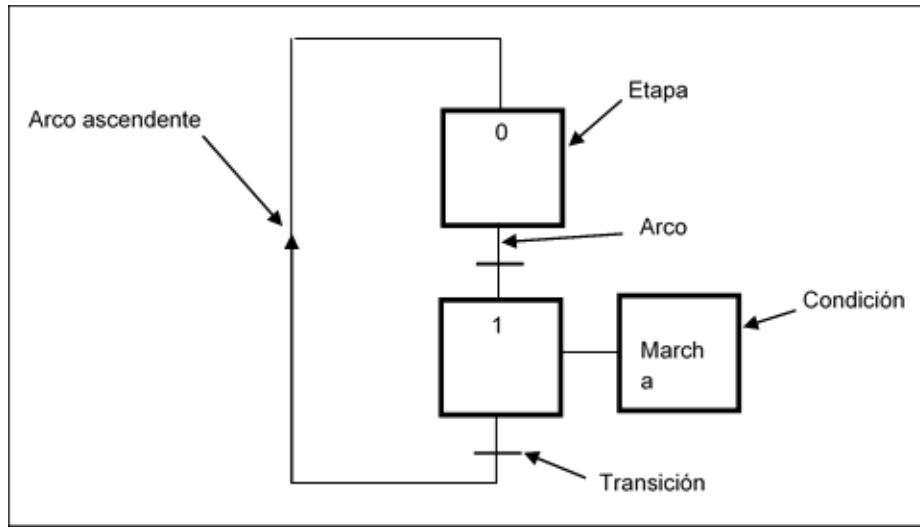 Etapa
Arco ascendente
0
Arco
1
Condición
March
a
Transición